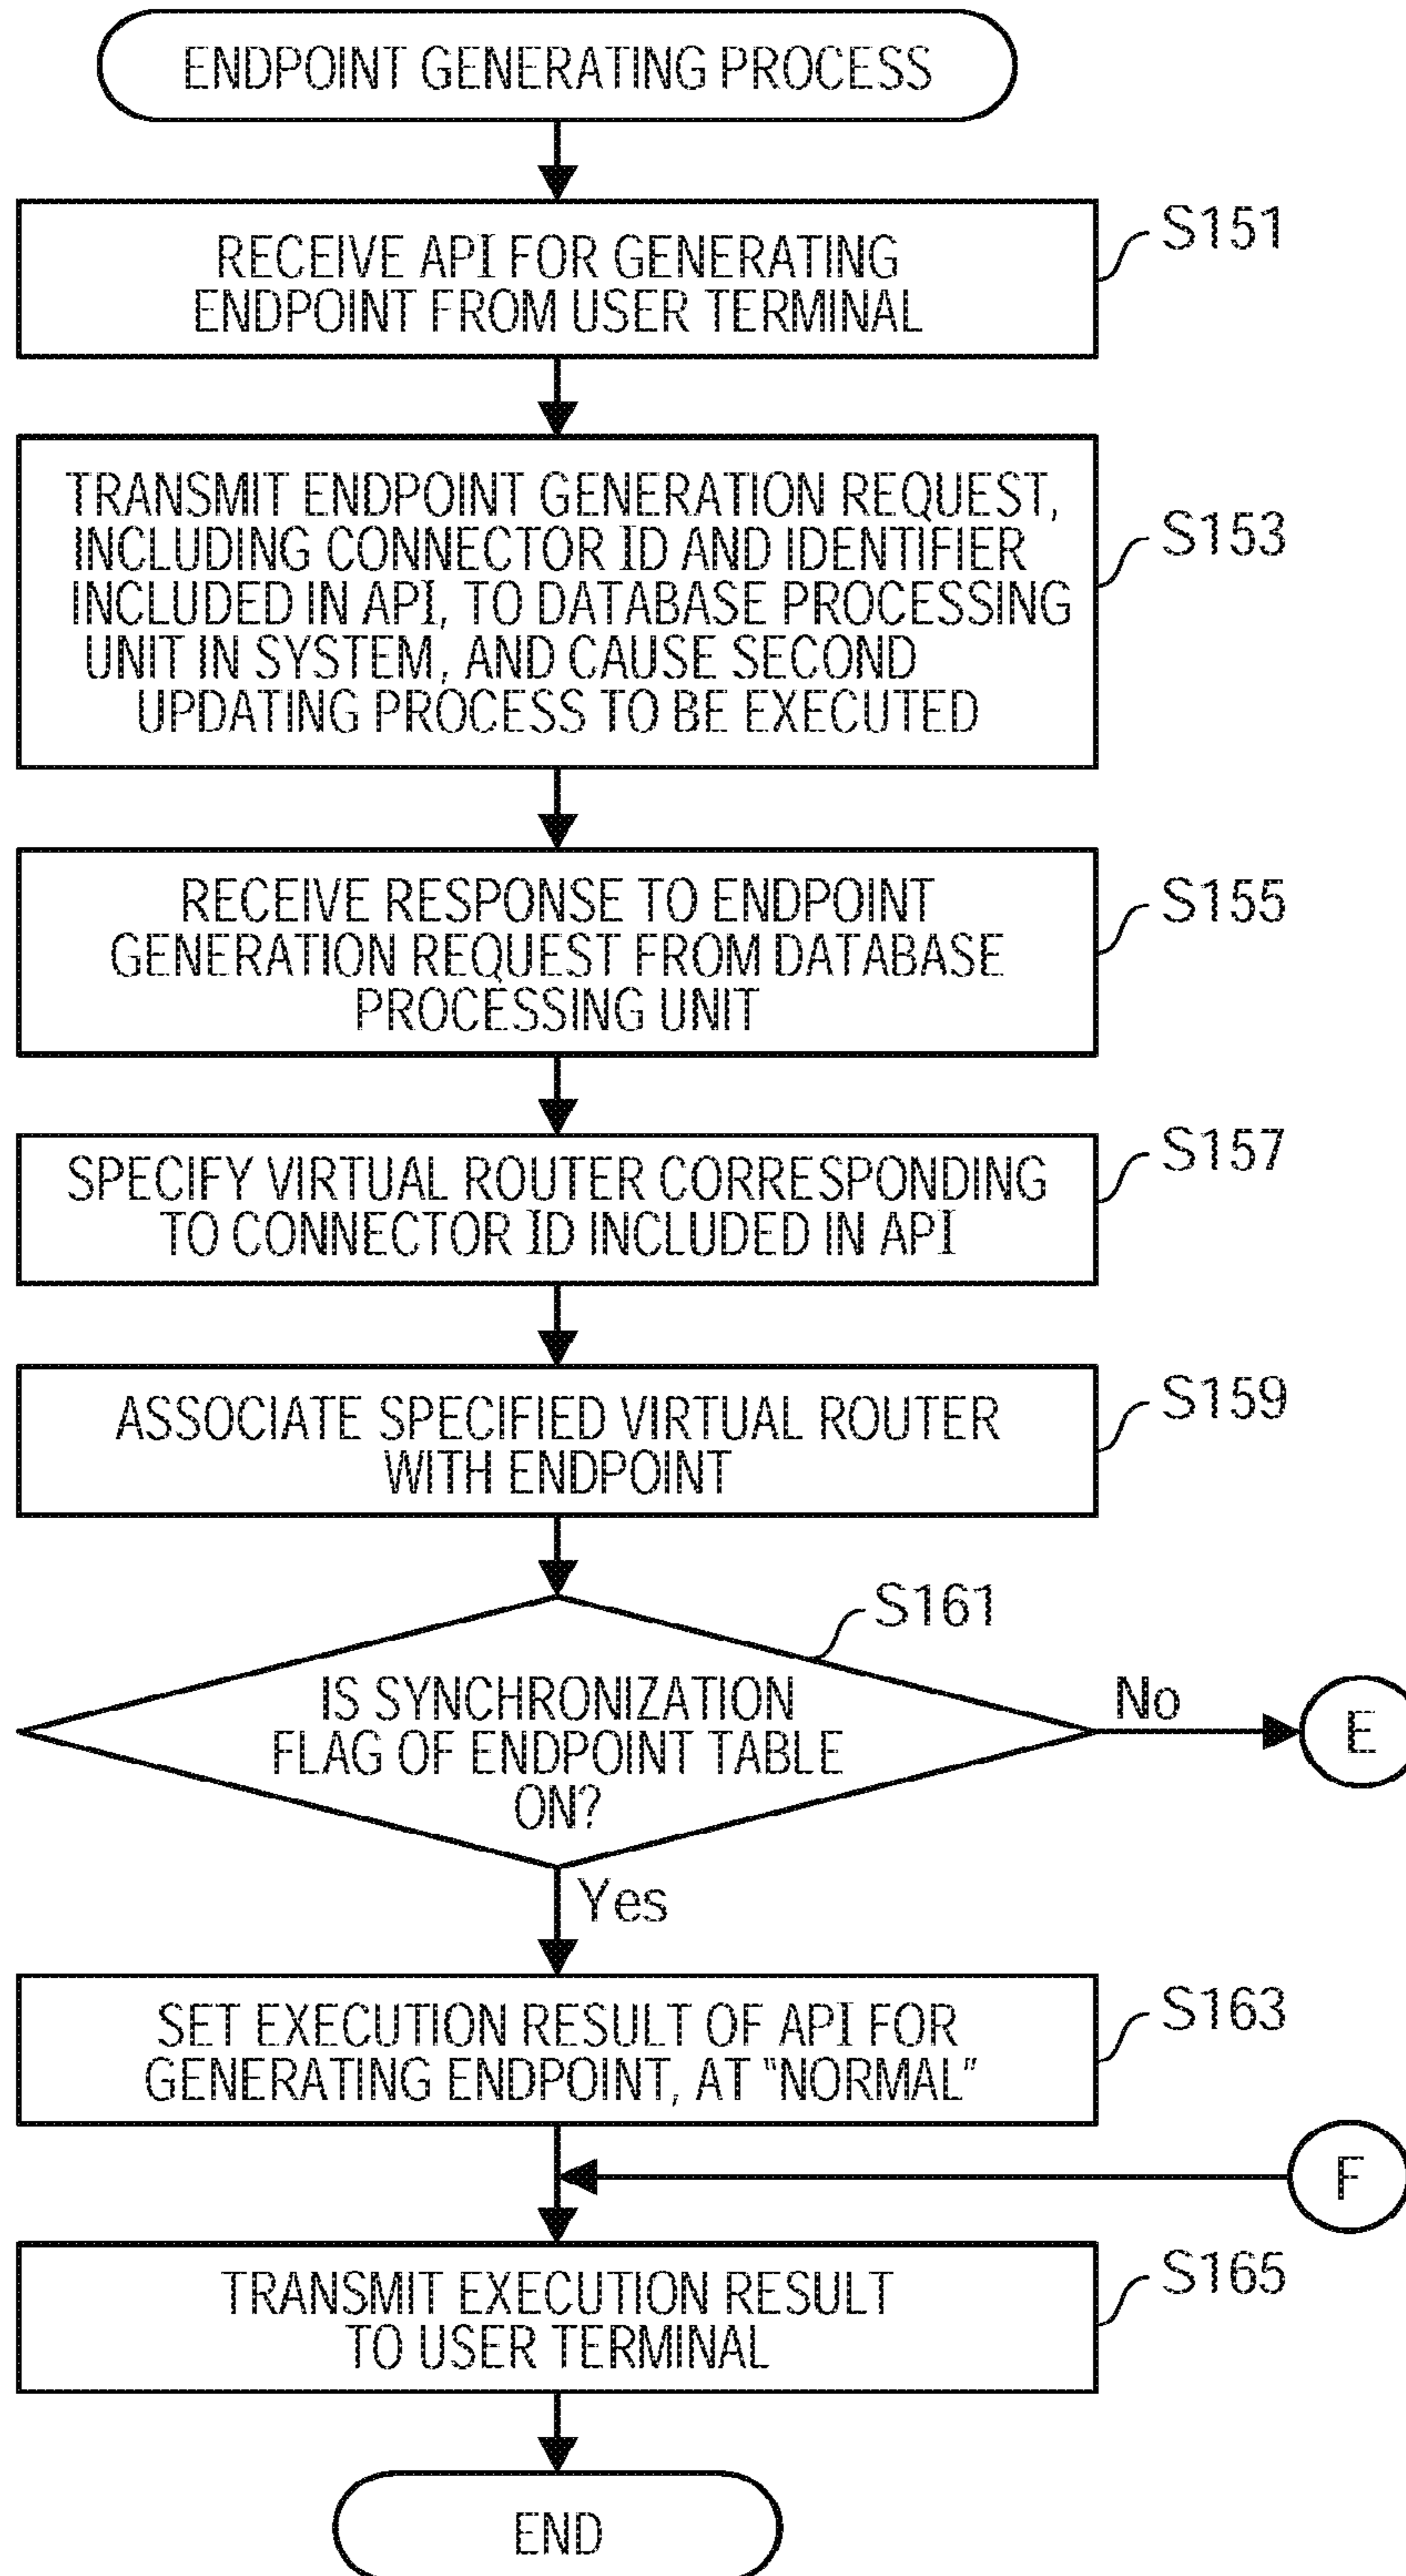 ENDPOINT GENERATING PROCESS
RECEIVE API FOR GENERATING
ENDPOINT FROM USER TERMINAL
S151
TRANSMIT ENDPOINT GENERATION REQUEST,
INCLUDING CONNECTOR ID AND IDENTIFIER
INCLUDED IN API, TO DATABASE PROCESSING
UNIT IN SYSTEM, AND CAUSE SECOND
UPDATING PROCESS TO BE EXECUTED
S153
RECEIVE RESPONSE TO ENDPOINT
GENERATION REQUEST FROM DATABASE
PROCESSING UNIT
S155
SPECIFY VIRTUAL ROUTER CORRESPONDING
TO CONNECTOR ID INCLUDED IN API
S157
ASSOCIATE SPECIFIED VIRTUAL ROUTER
WITH ENDPOINT
S159
S161
IS SYNCHRONIZATION
FLAG OF ENDPOINT TABLE
ON?
No
E
Yes
SET EXECUTION RESULT OF API FOR
GENERATING ENDPOINT, AT “NORMAL”
S163
F
TRANSMIT EXECUTION RESULT
TO USER TERMINAL
S165
END